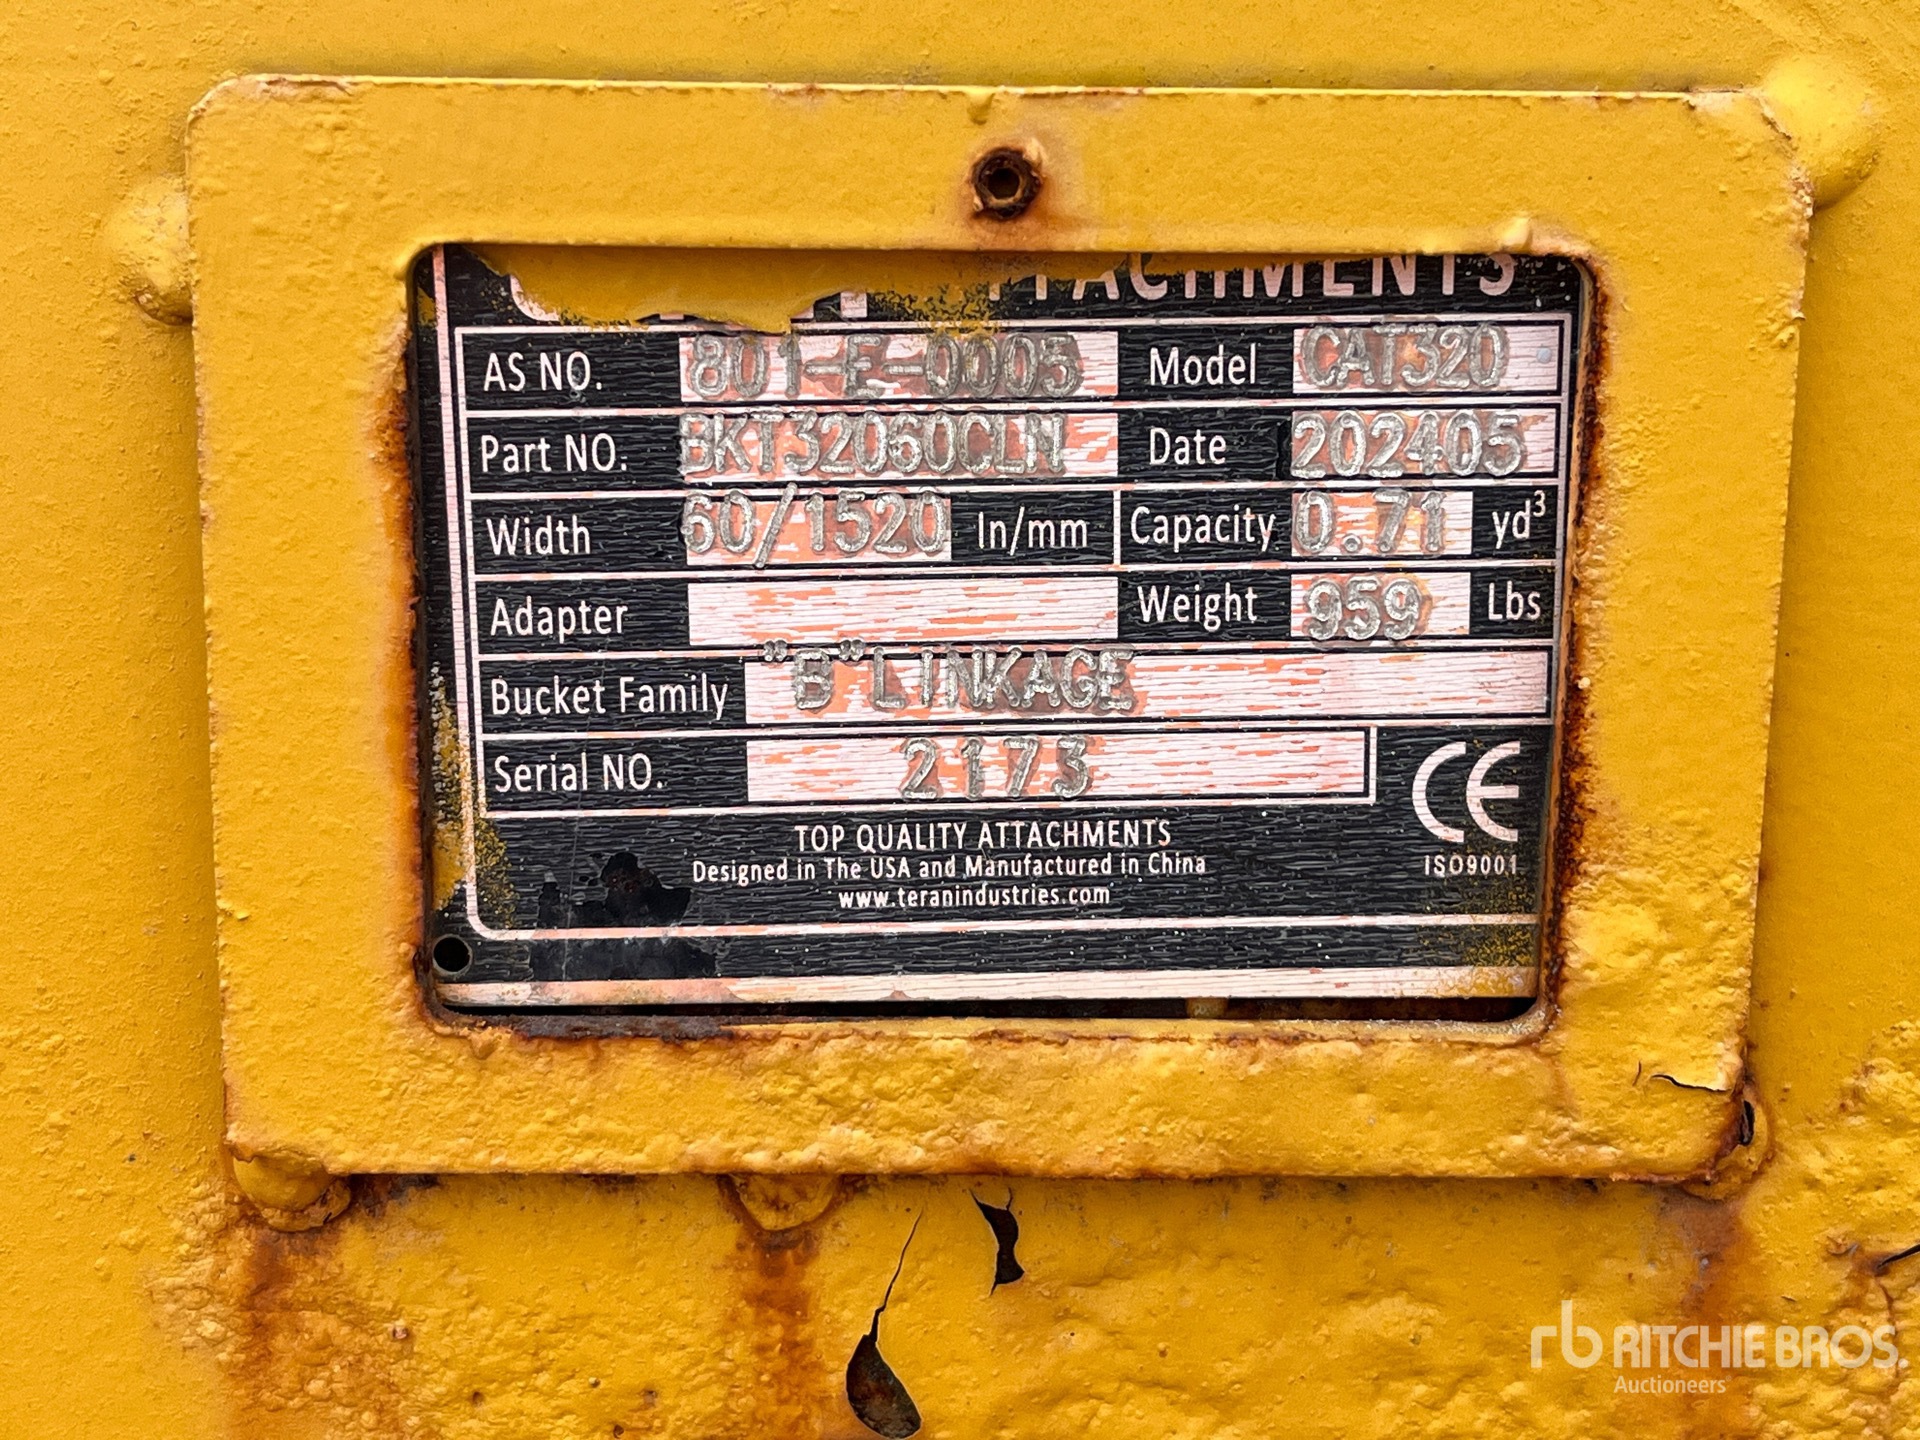 ATTACHMENTS
AS NO. 801-F-0005 Model CAT320
Part NO. BKT32060CLN Date 202405
Width 60/1520 In/mm Capacity 0.71 yd³
Adapter Weight 959 Lbs
Bucket Family "B"LINKAGE
Serial NO. 2173
CE
ISO9001
TOP QUALITY ATTACHMENTS
Designed in The USA and Manufactured in China
www.teranindustries.com
rb RITCHIE BROS.
Auctioneers